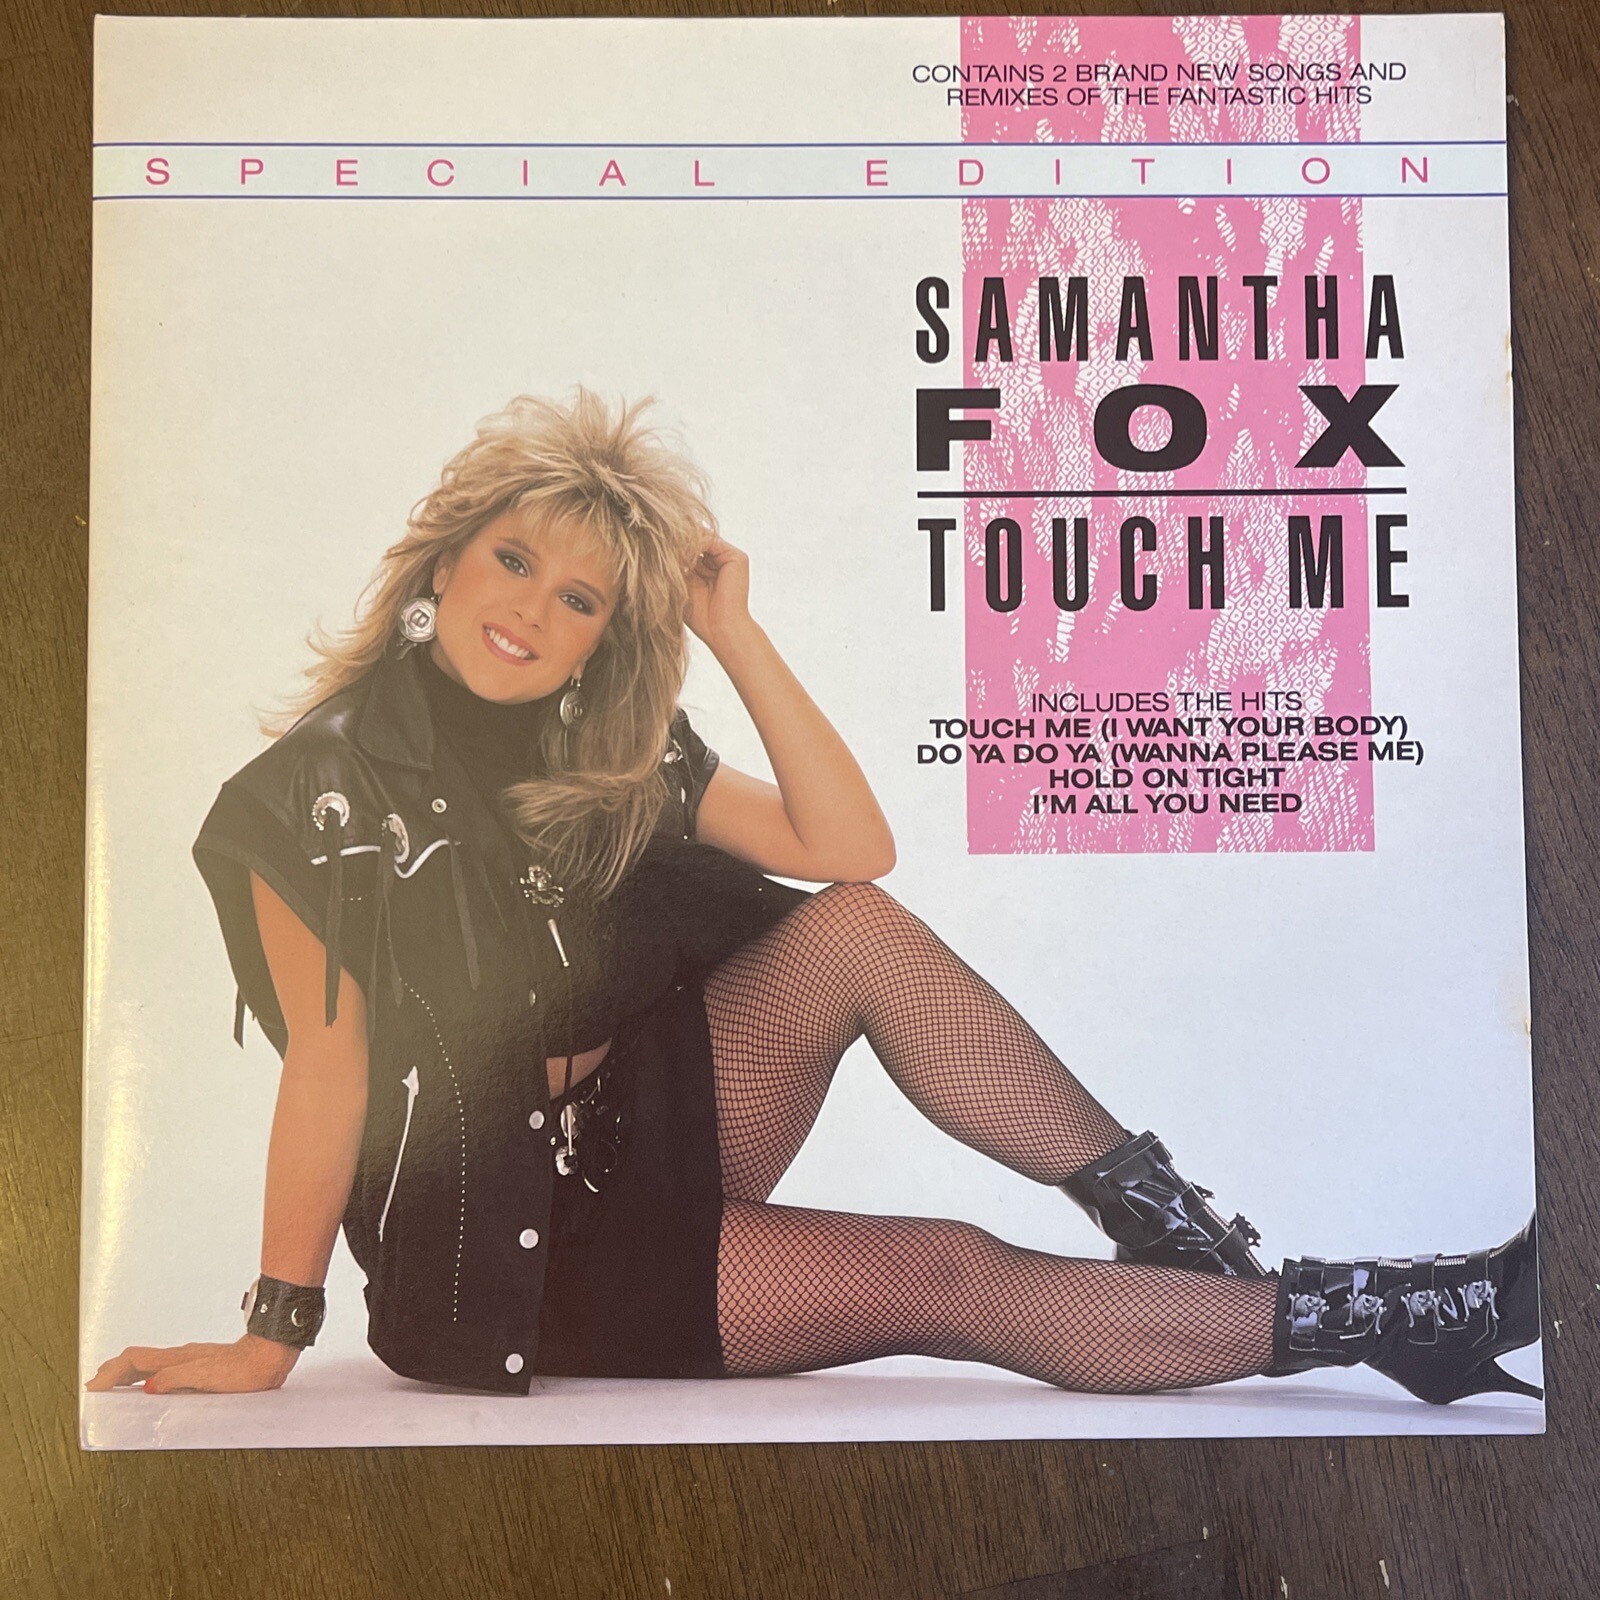 CONTAINS 2 BRAND NEW SONGS AND
REMIXES OF THE FANTASTIC HITS
SPECIAL EDITION
SAMANTHA
FOX
TOUCH ME
INCLUDES THE HITS
TOUCH ME (I WANT YOUR BODY)
DO YA DO YA (WANNA PLEASE ME)
HOLD ON TIGHT
I'M ALL YOU NEED